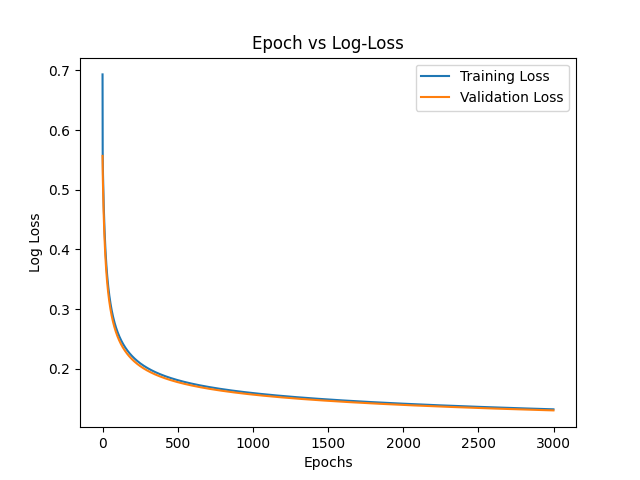 Epoch vs Log-Loss
Training Loss
Validation Loss
Log Loss
0.7
0.6
0.5
0.4
0.3
0.2
0 500 1000 1500 2000 2500 3000
Epochs